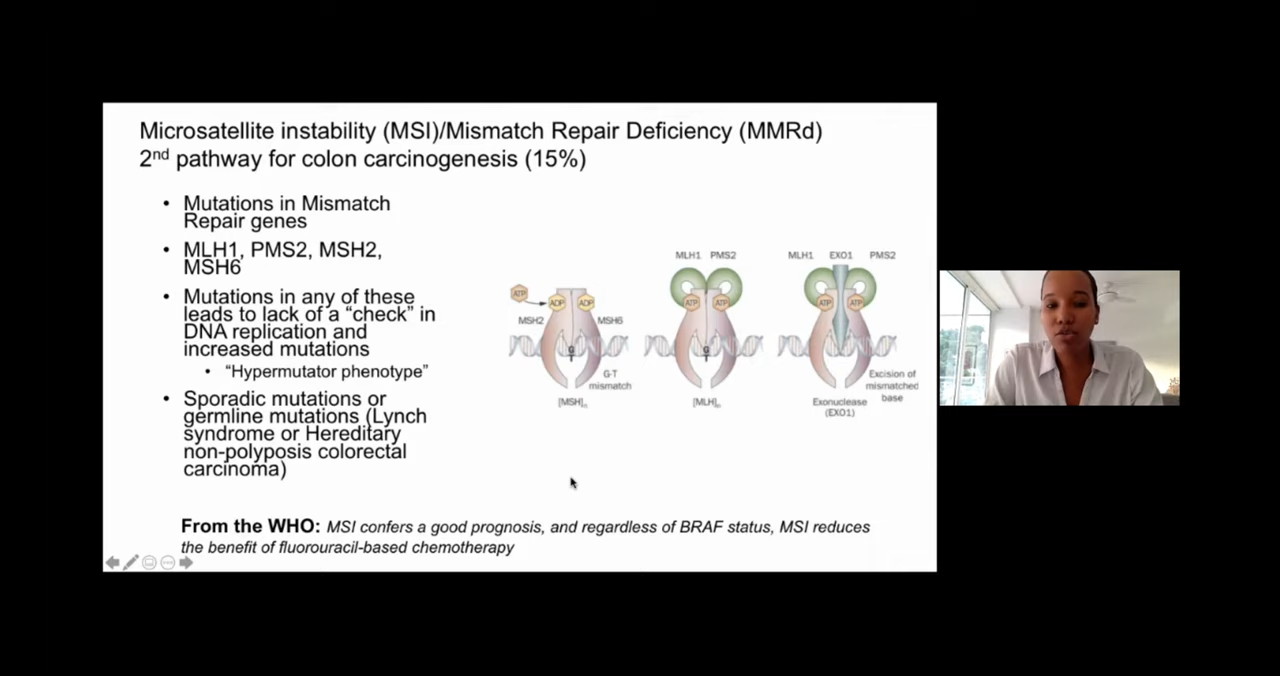 Microsatellite instability (MSI)/Mismatch Repair Deficiency (MMRd)
2nd pathway for colon carcinogenesis (15%)
• Mutations in Mismatch
Repair genes
• MLH1, PMS2, MSH2,
MSH6
• Mutations in any of these
leads to lack of a “check” in
DNA replication and
increased mutations
• “Hypermutator phenotype”
• Sporadic mutations or
germline mutations (Lynch
syndrome or Hereditary
non-polyposis colorectal
carcinoma)
ATP
ADP
ADP
MSH2
MSH6
G
T
G-T
mismatch
[MSH]n
MLH1 PMS2
ATP
ATP
G
T
[MLH]n
MLH1 EXO1 PMS2
ATP
ATP
Excision of
mismatched
base
Exonuclease
(EXO1)
From the WHO: MSI confers a good prognosis, and regardless of BRAF status, MSI reduces
the benefit of fluorouracil-based chemotherapy